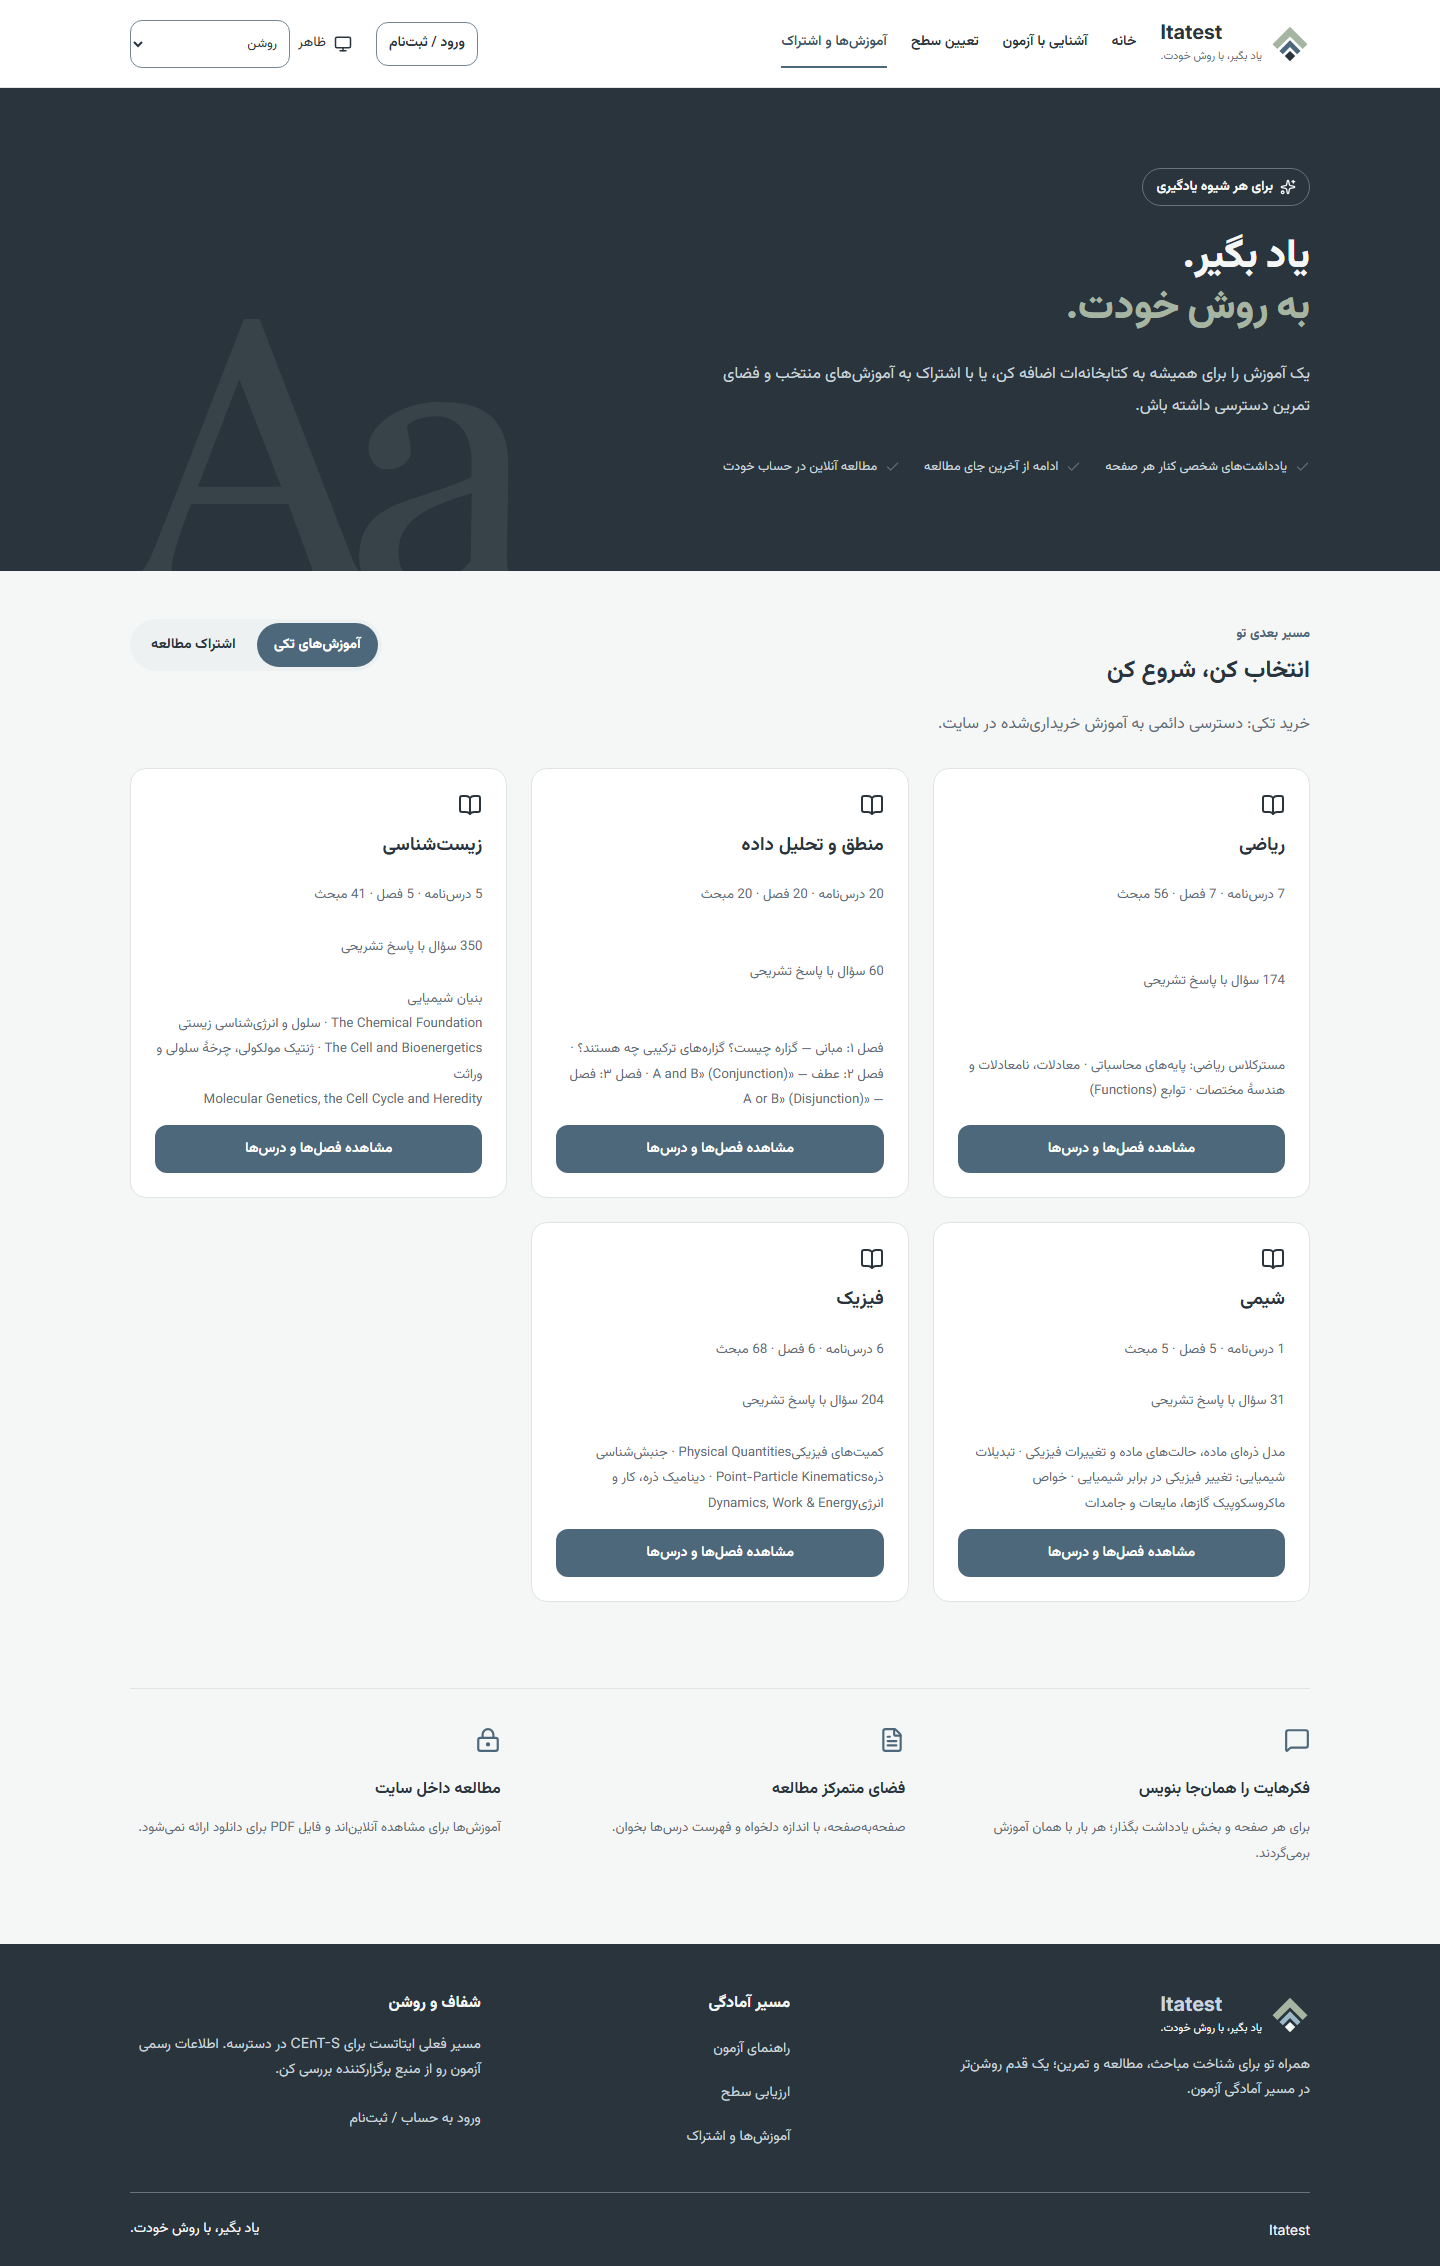 Itatest
یاد بگیر، با روش خودت.
خانه
آشنایی با آزمون
تعیین سطح
آموزش‌ها و اشتراک
ورود / ثبت‌نام
ظاهر
روشن
برای هر شیوه یادگیری
یاد بگیر.
به روش خودت.
یک آموزش را برای همیشه به کتابخانه‌ات اضافه کن، یا با اشتراک به آموزش‌های منتخب و فضای
تمرین دسترسی داشته باش.
یادداشت‌های شخصی کنار هر صفحه
ادامه از آخرین جای مطالعه
مطالعه آنلاین در حساب خودت
Aa
مسیر بعدی تو
انتخاب کن، شروع کن
آموزش‌های تکی
اشتراک مطالعه
خرید تکی: دسترسی دائمی به آموزش خریداری‌شده در سایت.
ریاضی
7 درس‌نامه · 7 فصل · 56 مبحث
174 سؤال با پاسخ تشریحی
مسترکلاس ریاضی: پایه‌های محاسباتی · معادلات، نامعادلات و
هندسهٔ مختصات · توابع (Functions)
مشاهده فصل‌ها و درس‌ها
منطق و تحلیل داده
20 درس‌نامه · 20 فصل · 20 مبحث
60 سؤال با پاسخ تشریحی
فصل ۱: مبانی — گزاره چیست؟ گزاره‌های ترکیبی چه هستند؟ ·
فصل ۲: عطف — «A and B» (Conjunction) · فصل ۳: فصل
— «A or B» (Disjunction)
مشاهده فصل‌ها و درس‌ها
زیست‌شناسی
5 درس‌نامه · 5 فصل · 41 مبحث
350 سؤال با پاسخ تشریحی
بنیان شیمیایی
The Chemical Foundation · سلول و انرژی‌شناسی زیستی
The Cell and Bioenergetics · ژنتیک مولکولی، چرخهٔ سلولی و
وراثت
Molecular Genetics, the Cell Cycle and Heredity
مشاهده فصل‌ها و درس‌ها
شیمی
1 درس‌نامه · 5 فصل · 5 مبحث
31 سؤال با پاسخ تشریحی
مدل ذره‌ای ماده، حالت‌های ماده و تغییرات فیزیکی · تبدیلات
شیمیایی: تغییر فیزیکی در برابر شیمیایی · خواص
ماکروسکوپیک گازها، مایعات و جامدات
مشاهده فصل‌ها و درس‌ها
فیزیک
6 درس‌نامه · 6 فصل · 68 مبحث
204 سؤال با پاسخ تشریحی
کمیت‌های فیزیکیPhysical Quantities · جنبش‌شناسی
ذرهPoint-Particle Kinematics · دینامیک ذره، کار و
انرژیDynamics, Work & Energy
مشاهده فصل‌ها و درس‌ها
فکرهایت را همان‌جا بنویس
برای هر صفحه و بخش یادداشت بگذار؛ هر بار با همان آموزش
برمی‌گردند.
فضای متمرکز مطالعه
صفحه‌به‌صفحه، با اندازه دلخواه و فهرست درس‌ها بخوان.
مطالعه داخل سایت
آموزش‌ها برای مشاهده آنلاین‌اند و فایل PDF برای دانلود ارائه نمی‌شود.
Itatest
یاد بگیر، با روش خودت.
همراه تو برای شناخت مباحث، مطالعه و تمرین؛ یک قدم روشن‌تر
در مسیر آمادگی آزمون.
مسیر آمادگی
راهنمای آزمون
ارزیابی سطح
آموزش‌ها و اشتراک
شفاف و روشن
مسیر فعلی ایتاتست برای CEnT-S در دسترسه. اطلاعات رسمی
آزمون رو از منبع برگزارکننده بررسی کن.
ورود به حساب / ثبت‌نام
Itatest
یاد بگیر، با روش خودت.